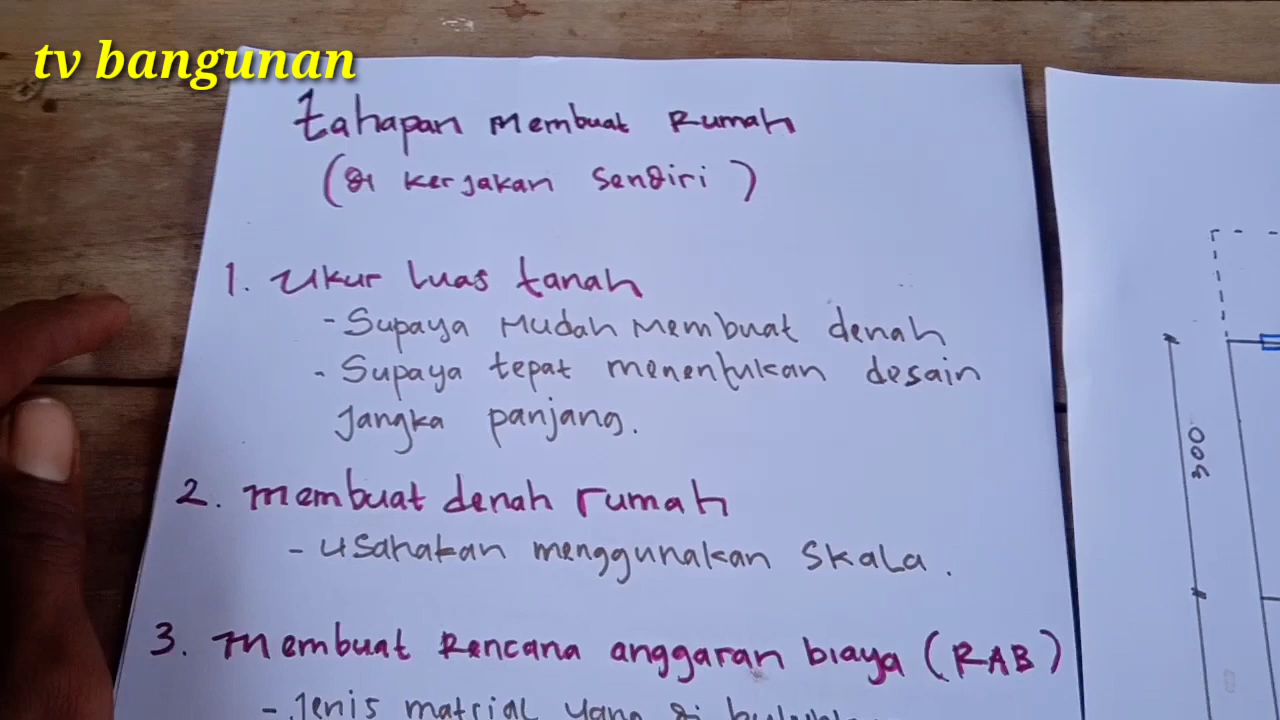 tv bangunan
tahapan membuat Rumah
(di kerjakan sendiri)
1. Ukur luas tanah
- Supaya Mudah Membuat denah
- Supaya tepat menentukan desain
jangka panjang.
2. membuat denah rumah
- usahakan menggunakan skala.
3. membuat Rencana anggaran biaya (RAB)
- Jenis matrial yang di
300